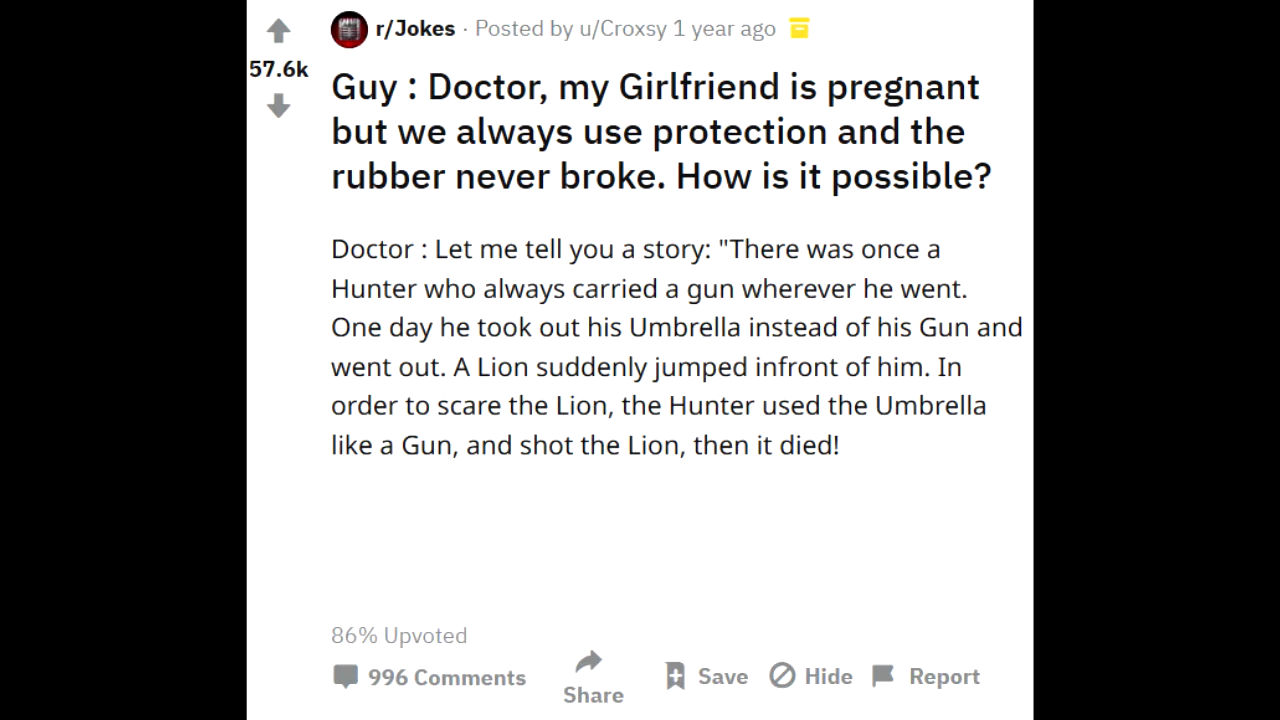 r/Jokes · Posted by u/Croxsy 1 year ago
57.6k
Guy : Doctor, my Girlfriend is pregnant
but we always use protection and the
rubber never broke. How is it possible?
Doctor : Let me tell you a story: "There was once a
Hunter who always carried a gun wherever he went.
One day he took out his Umbrella instead of his Gun and
went out. A Lion suddenly jumped infront of him. In
order to scare the Lion, the Hunter used the Umbrella
like a Gun, and shot the Lion, then it died!
86% Upvoted
996 Comments Share Save Hide Report